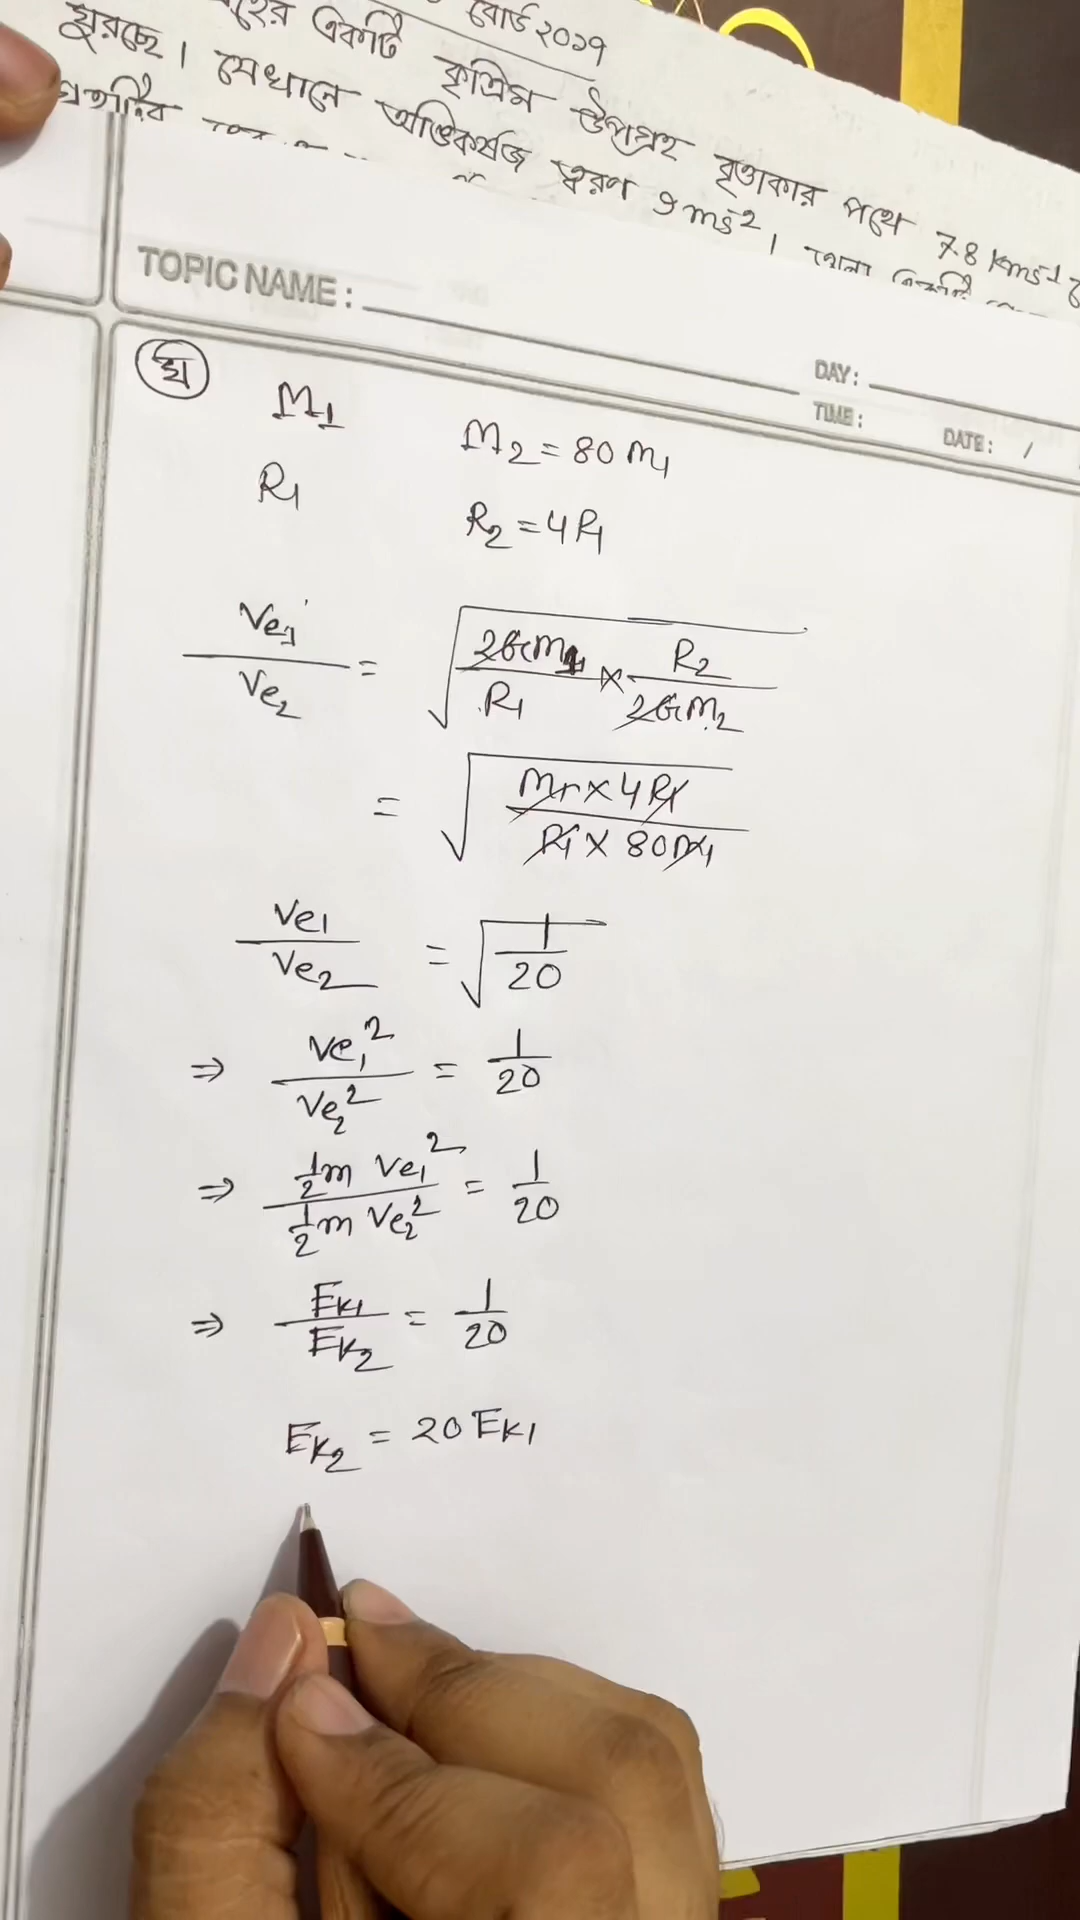 বোর্ড ২০১৭
একটি কৃত্রিম উপগ্রহ বৃত্তাকার পথে 7.8 kms⁻¹
ঘুরছে। সেখানে অভিকর্ষজ ত্বরণ 9 ms⁻²।
TOPIC NAME :
DAY :
TIME :
DATE : /
ঘ
M₁
M₂ = 80 M₁
R₁
R₂ = 4R₁
Ve₁/Ve₂ = √(2GM₁/R₁ × R₂/2GM₂)
= √(M₁ × 4R₁/R₁ × 80M₁)
Ve₁/Ve₂ = √(1/20)
⇒ Ve₁²/Ve₂² = 1/20
⇒ ½m Ve₁²/½m Ve₂² = 1/20
⇒ EK₁/EK₂ = 1/20
EK₂ = 20 EK₁